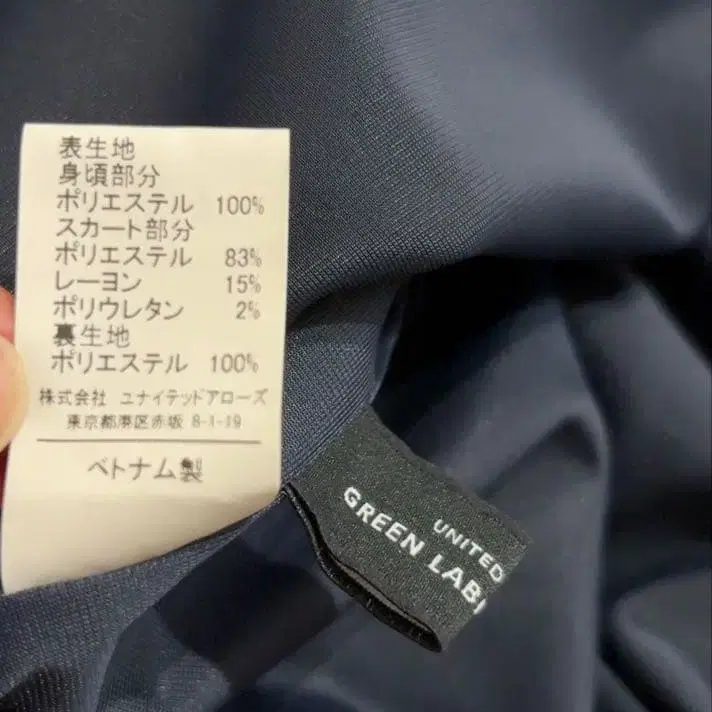 表生地
身頃部分
ポリエステル 100%
スカート部分
ポリエステル 83%
レーヨン 15%
ポリウレタン 2%
裏生地
ポリエステル 100%
株式会社 ユナイテッドアローズ
東京都港区赤坂 8-1-19
ベトナム製
UNITED
GREEN LAB